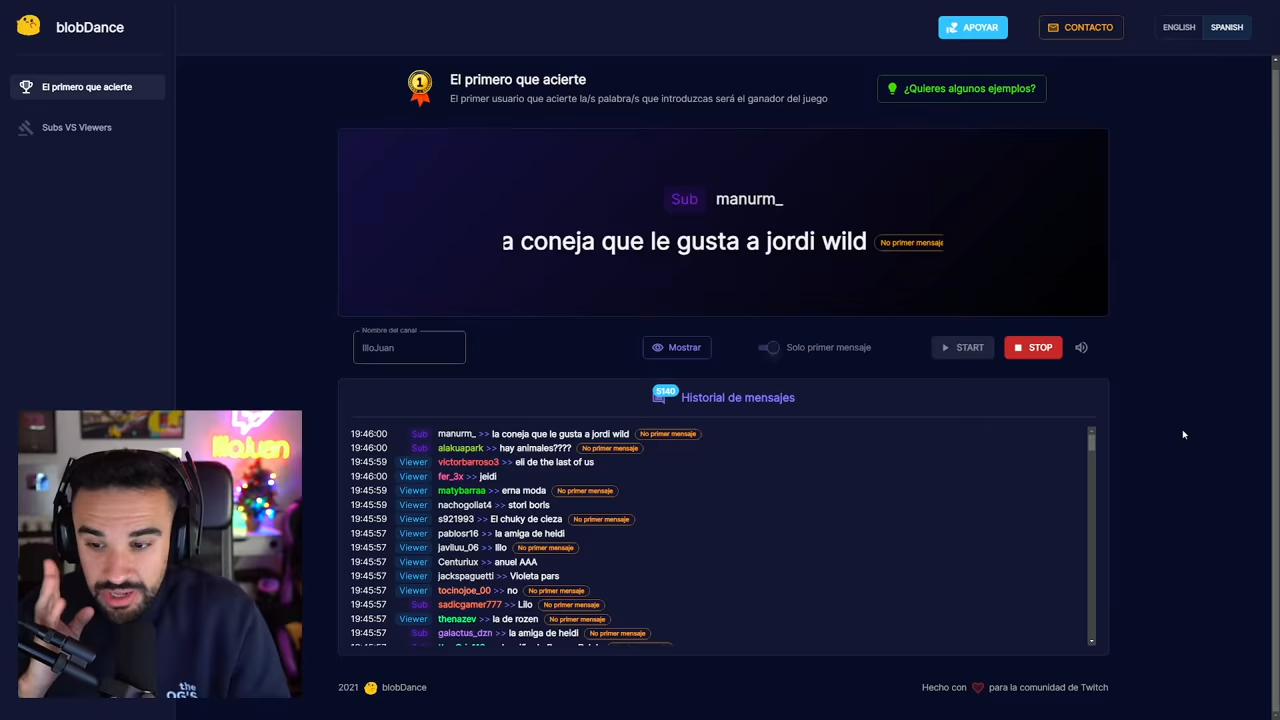 blobDance
APOYAR
CONTACTO
ENGLISH
SPANISH
El primero que acierte
Subs VS Viewers
1
El primero que acierte
El primer usuario que acierte la/s palabra/s que introduzcas será el ganador del juego
¿Quieres algunos ejemplos?
Sub manurm_
a coneja que le gusta a jordi wild No primer mensaje
Nombre del canal
IlloJuan
Mostrar
Solo primer mensaje
START
STOP
5140
Historial de mensajes
19:46:00 Sub manurm_ >> la coneja que le gusta a jordi wild No primer mensaje
19:46:00 Sub alakuapark >> hay animales???? No primer mensaje
19:45:59 Viewer victorbarroso3 >> eli de the last of us
19:46:00 Viewer fer_3x >> jeidi
19:45:59 Viewer matybarraa >> erna moda No primer mensaje
19:45:59 Viewer nachogollat4 >> stori boris
19:45:59 Viewer s921993 >> El chuky de cieza No primer mensaje
19:45:57 Viewer pablosr16 >> la amiga de heidi
19:45:57 Viewer javiluu_06 >> lilo No primer mensaje
19:45:57 Viewer Centuriux >> anuel AAA
19:45:57 Viewer jackspaguetti >> Violeta pars
19:45:57 Viewer tocinojoe_00 >> no No primer mensaje
19:45:57 Sub sadicgamer777 >> Lilo No primer mensaje
19:45:57 Viewer thenazev >> la de rozen No primer mensaje
19:45:57 Sub galactus_dzn >> la amiga de heidi No primer mensaje
IlloJuan
the
OG'S
2021 blobDance
Hecho con para la comunidad de Twitch